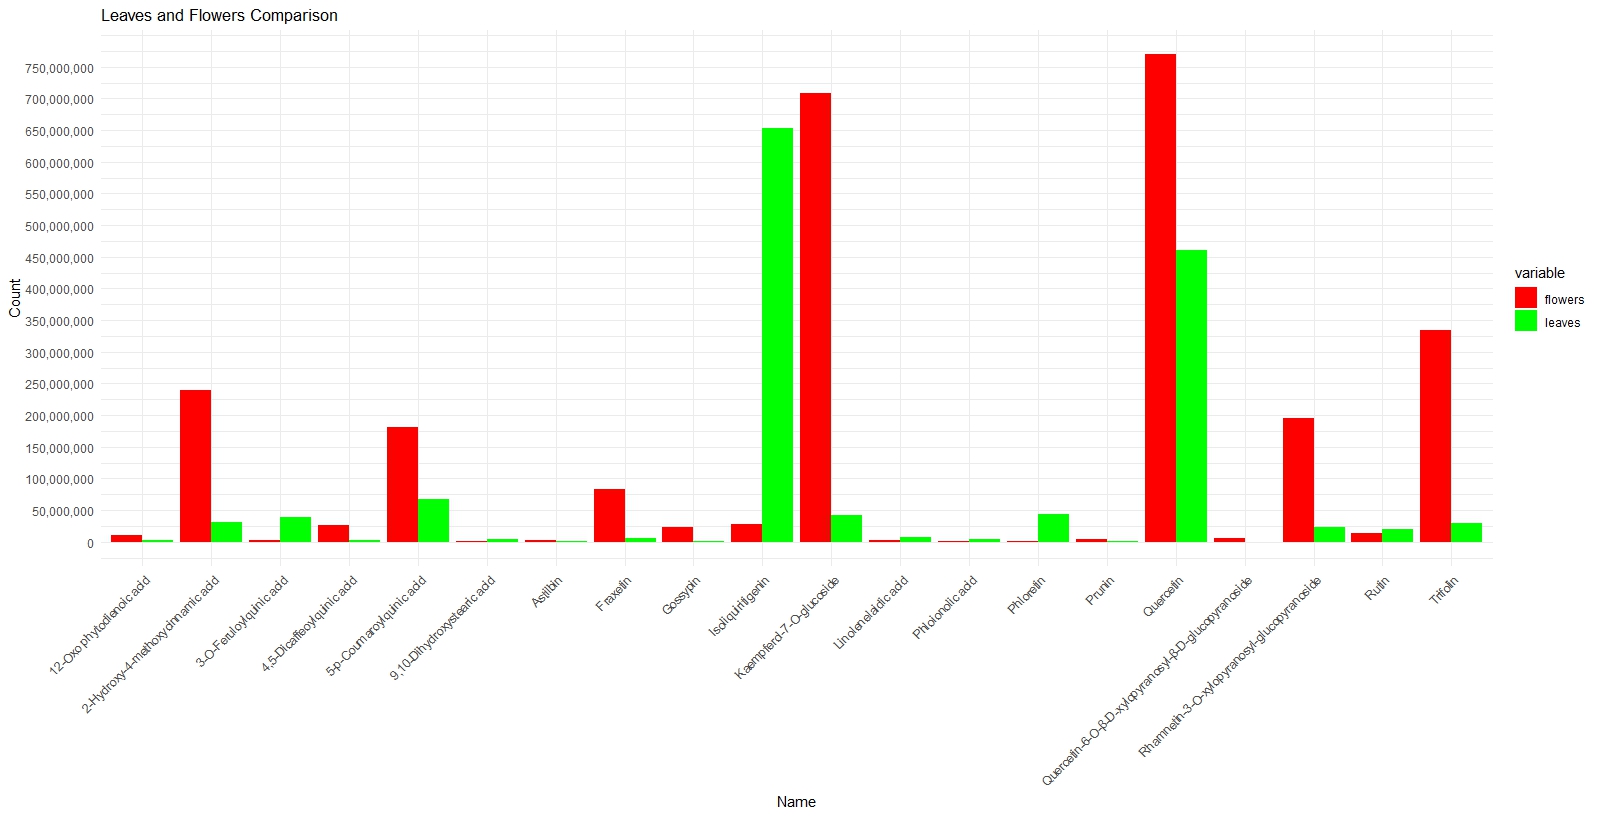 Leaves and Flowers Comparison
750,000,000
700,000,000
650,000,000
600,000,000
550,000,000
500,000,000
450,000,000
400,000,000
350,000,000
300,000,000
250,000,000
200,000,000
150,000,000
100,000,000
50,000,000
0
Count
12-Oxophytodienoic acid
2-Hydroxy-4-methoxycinnamic acid
3-O-Feruloylquinic acid
4,5-Dicaffeoylquinic acid
5-p-Coumaroylquinic acid
9,10-Dihydroxystearic acid
Astilbin
Fraxetin
Gossypin
Isoliquiritigenin
Kaempferol-7-O-glucoside
Linolenelaidic acid
Phloionolic acid
Phloretin
Prunin
Quercetin
Quercetin-6-O-β-D-xylopyranosyl-β-D-glucopyranoside
Rhamnetin-3-O-xylopyranosyl-glucopyranoside
Rutin
Trifolin
Name
variable
flowers
leaves